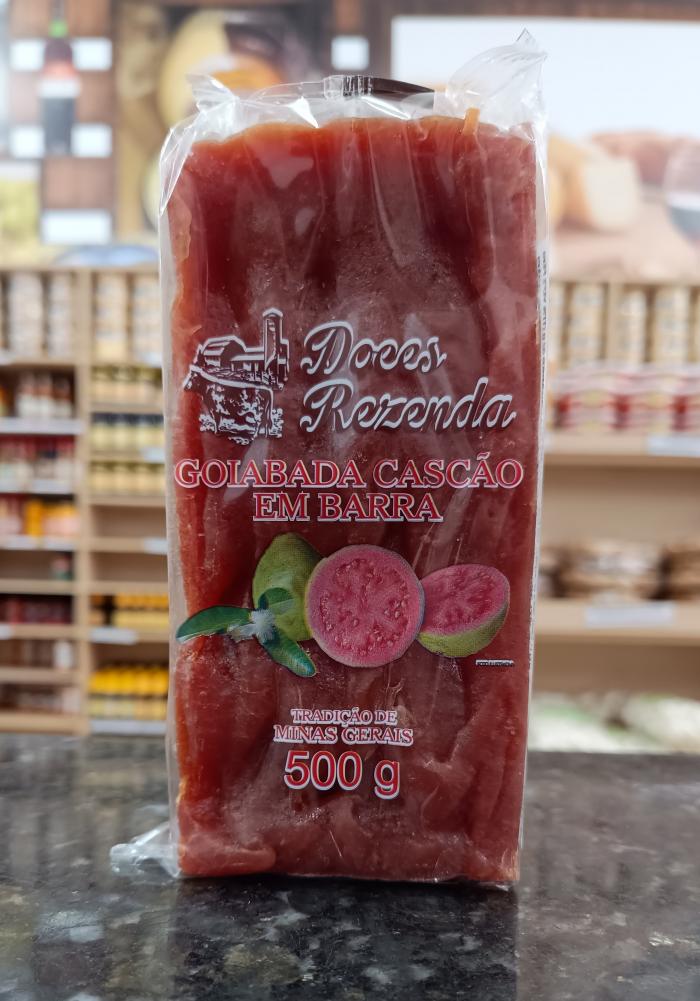 Doces
Rezenda
GOIABADA CASCÃO
EM BARRA
TRADIÇÃO DE
MINAS GERAIS
500 g